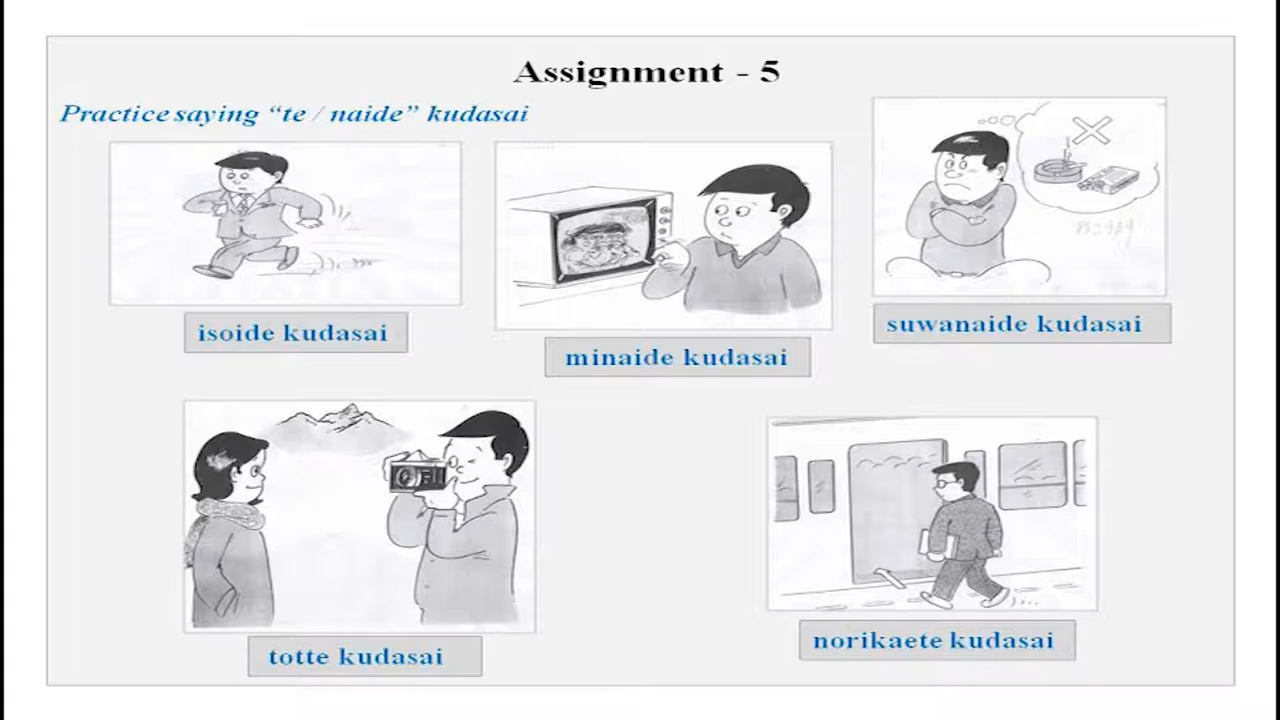 Assignment - 5
Practice saying “te / naide” kudasai
isoide kudasai
minaide kudasai
suwanaide kudasai
totte kudasai
norikaete kudasai